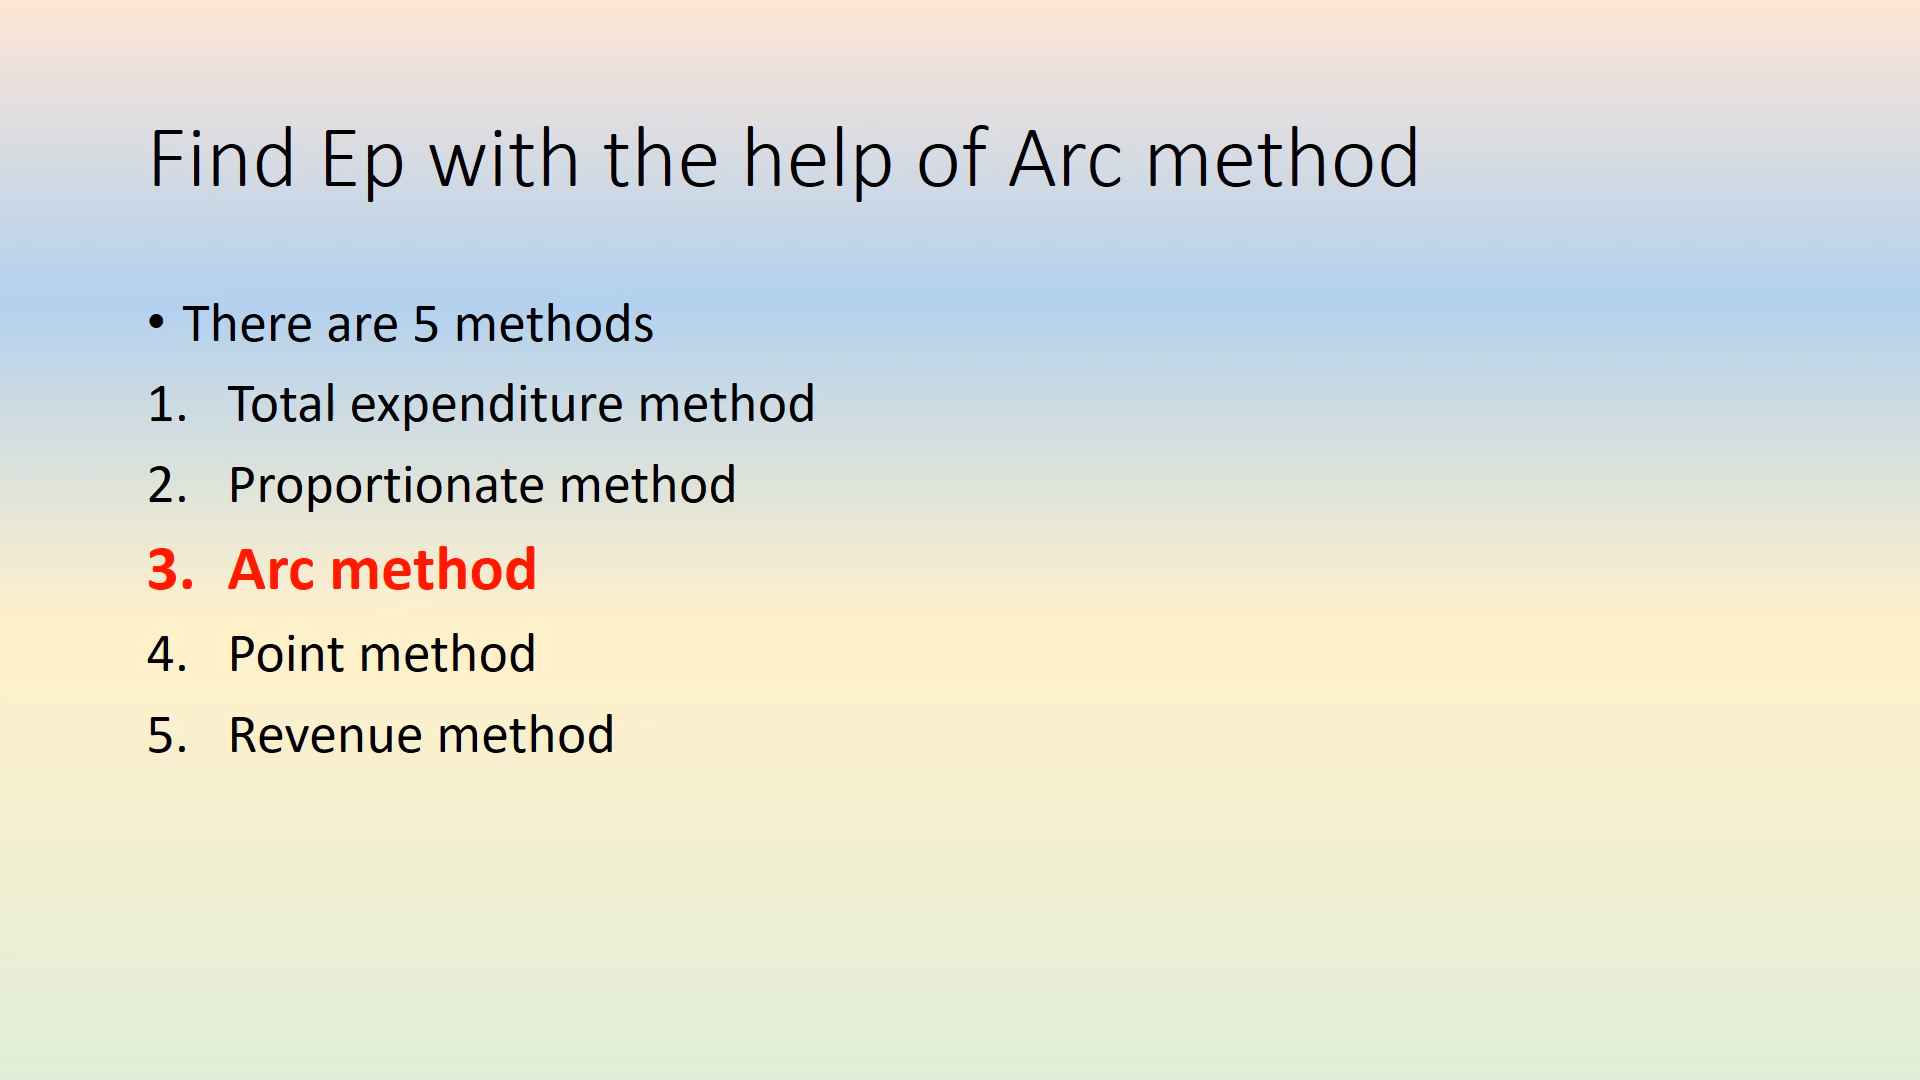 Find Ep with the help of Arc method
• There are 5 methods
1. Total expenditure method
2. Proportionate method
3. Arc method
4. Point method
5. Revenue method